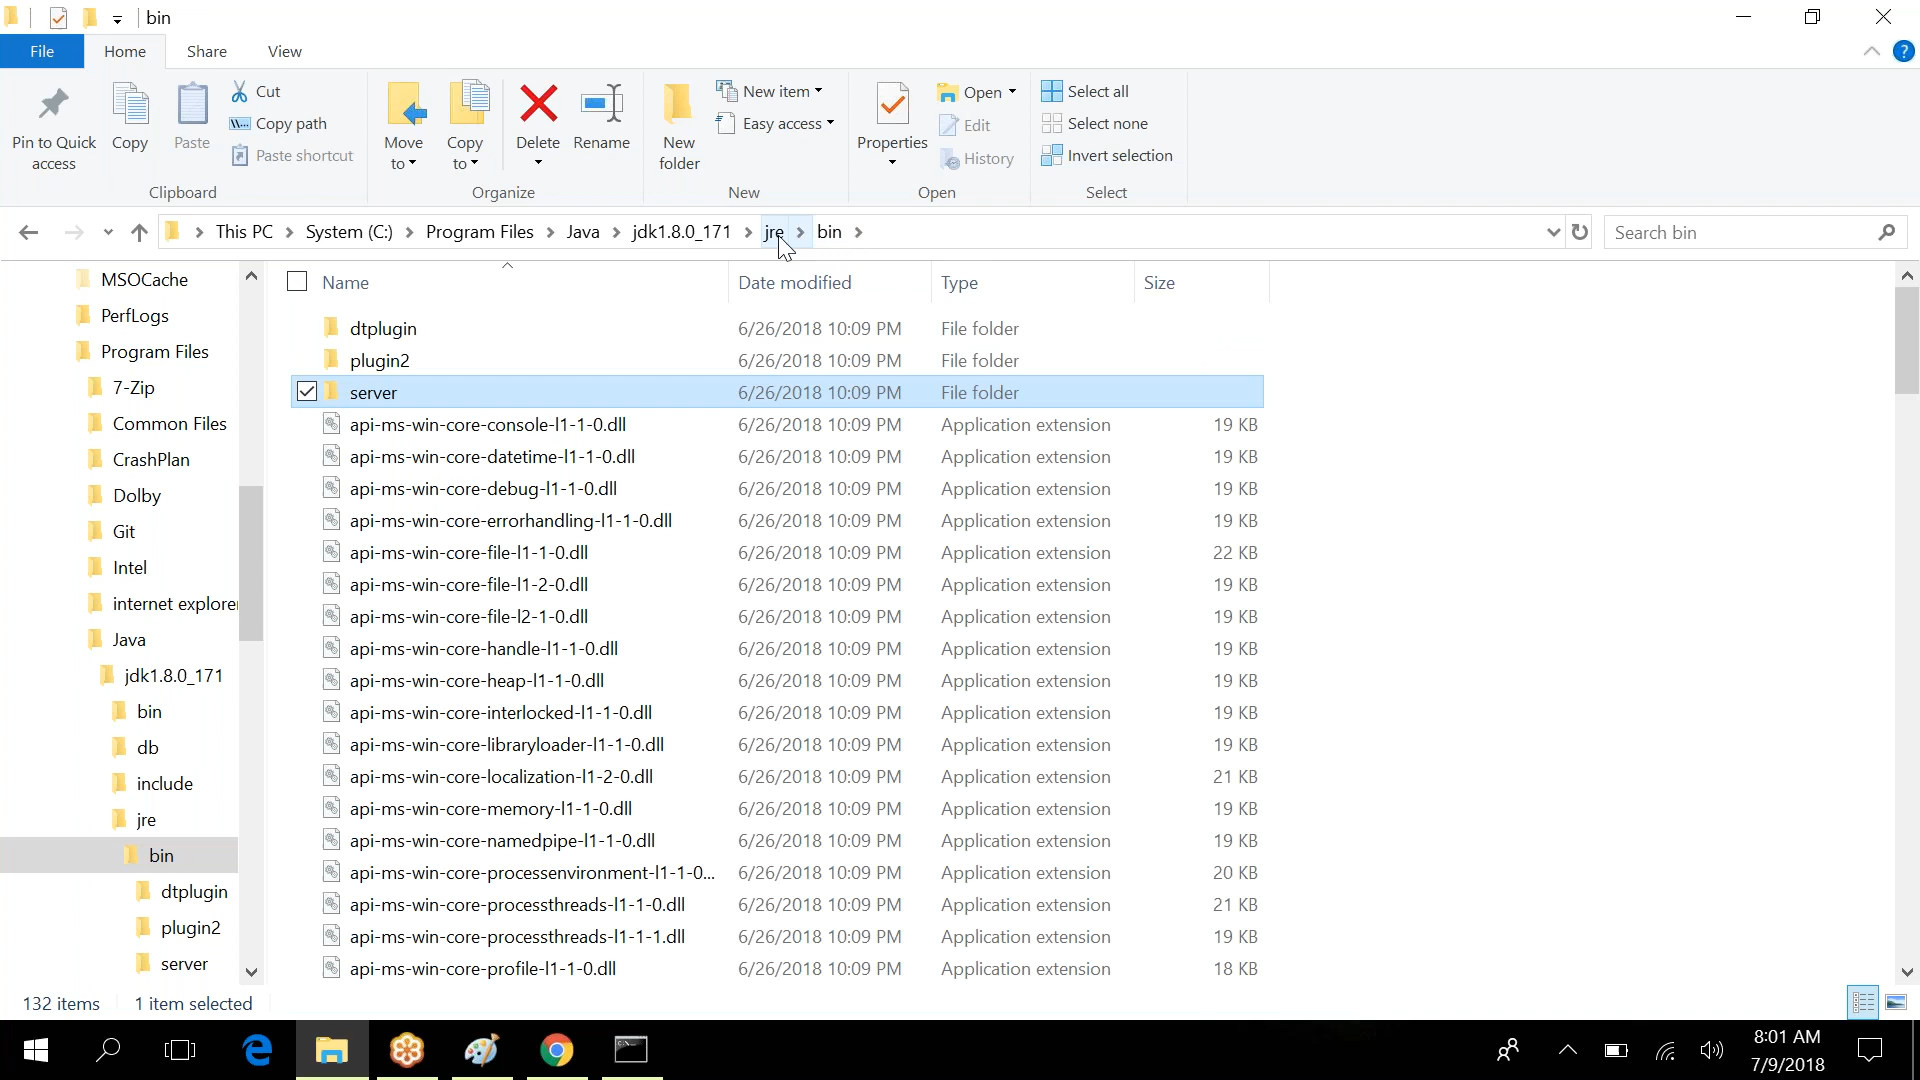 bin
File Home Share View
Pin to Quick access
Copy
Paste
Cut
Copy path
Paste shortcut
Clipboard
Move to
Copy to
Delete
Rename
Organize
New folder
New item
Easy access
New
Properties
Open
Edit
History
Open
Select all
Select none
Invert selection
Select
This PC System (C:) Program Files Java jdk1.8.0_171 jre bin
Search bin
MSOCache
PerfLogs
Program Files
7-Zip
Common Files
CrashPlan
Dolby
Git
Intel
internet explorer
Java
jdk1.8.0_171
bin
db
include
jre
bin
dtplugin
plugin2
server
Name Date modified Type Size
dtplugin 6/26/2018 10:09 PM File folder
plugin2 6/26/2018 10:09 PM File folder
server 6/26/2018 10:09 PM File folder
api-ms-win-core-console-l1-1-0.dll 6/26/2018 10:09 PM Application extension 19 KB
api-ms-win-core-datetime-l1-1-0.dll 6/26/2018 10:09 PM Application extension 19 KB
api-ms-win-core-debug-l1-1-0.dll 6/26/2018 10:09 PM Application extension 19 KB
api-ms-win-core-errorhandling-l1-1-0.dll 6/26/2018 10:09 PM Application extension 19 KB
api-ms-win-core-file-l1-1-0.dll 6/26/2018 10:09 PM Application extension 22 KB
api-ms-win-core-file-l1-2-0.dll 6/26/2018 10:09 PM Application extension 19 KB
api-ms-win-core-file-l2-1-0.dll 6/26/2018 10:09 PM Application extension 19 KB
api-ms-win-core-handle-l1-1-0.dll 6/26/2018 10:09 PM Application extension 19 KB
api-ms-win-core-heap-l1-1-0.dll 6/26/2018 10:09 PM Application extension 19 KB
api-ms-win-core-interlocked-l1-1-0.dll 6/26/2018 10:09 PM Application extension 19 KB
api-ms-win-core-libraryloader-l1-1-0.dll 6/26/2018 10:09 PM Application extension 19 KB
api-ms-win-core-localization-l1-2-0.dll 6/26/2018 10:09 PM Application extension 21 KB
api-ms-win-core-memory-l1-1-0.dll 6/26/2018 10:09 PM Application extension 19 KB
api-ms-win-core-namedpipe-l1-1-0.dll 6/26/2018 10:09 PM Application extension 19 KB
api-ms-win-core-processenvironment-l1-1-0... 6/26/2018 10:09 PM Application extension 20 KB
api-ms-win-core-processthreads-l1-1-0.dll 6/26/2018 10:09 PM Application extension 21 KB
api-ms-win-core-processthreads-l1-1-1.dll 6/26/2018 10:09 PM Application extension 19 KB
api-ms-win-core-profile-l1-1-0.dll 6/26/2018 10:09 PM Application extension 18 KB
132 items 1 item selected
8:01 AM
7/9/2018